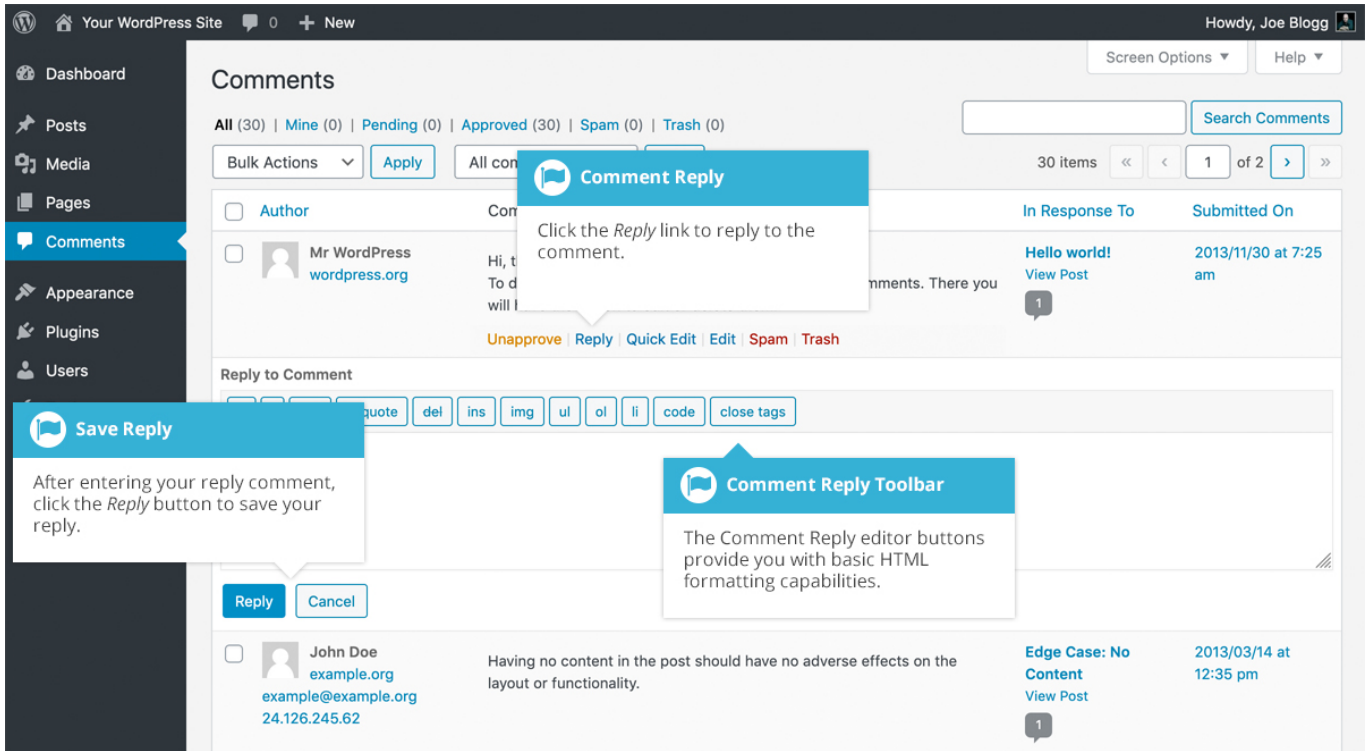 Your WordPress Site 0 + New Howdy, Joe Blogg
Screen Options ▼ Help ▼
Dashboard
Posts
Media
Pages
Comments
Appearance
Plugins
Users
Comments
All (30) | Mine (0) | Pending (0) | Approved (30) | Spam (0) | Trash (0)
Search Comments
Bulk Actions Apply All com 30 items « ‹ 1 of 2 › »
Comment Reply
Click the Reply link to reply to the
comment.
Author Com In Response To Submitted On
Mr WordPress
wordpress.org
Hi, t
To d mments. There you
will h
Unapprove | Reply | Quick Edit | Edit | Spam | Trash
Hello world!
View Post
1
2013/11/30 at 7:25
am
Reply to Comment
quote del ins img ul ol li code close tags
Save Reply
After entering your reply comment,
click the Reply button to save your
reply.
Comment Reply Toolbar
The Comment Reply editor buttons
provide you with basic HTML
formatting capabilities.
Reply Cancel
John Doe
example.org
example@example.org
24.126.245.62
Having no content in the post should have no adverse effects on the
layout or functionality.
Edge Case: No
Content
View Post
1
2013/03/14 at
12:35 pm